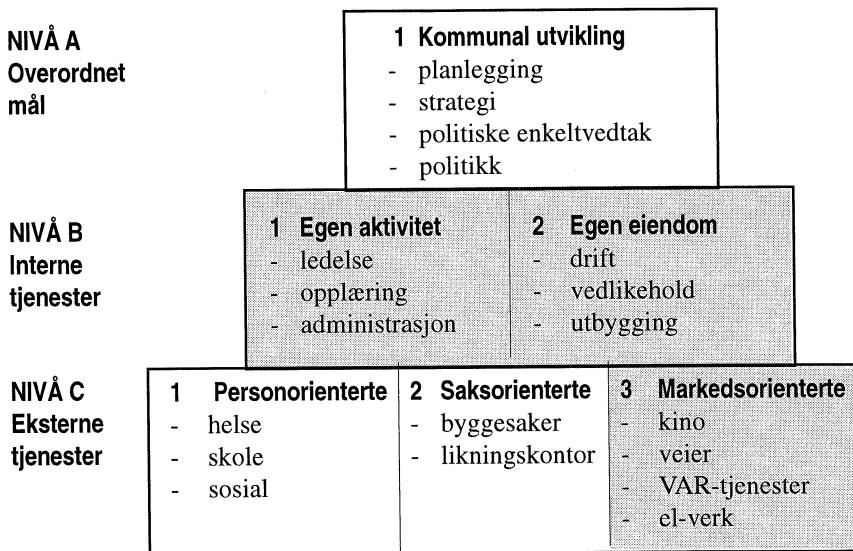 NIVÅ A
Overordnet
mål
1 Kommunal utvikling
- planlegging
- strategi
- politiske enkeltvedtak
- politikk
NIVÅ B
Interne
tjenester
1 Egen aktivitet
- ledelse
- opplæring
- administrasjon
2 Egen eiendom
- drift
- vedlikehold
- utbygging
NIVÅ C
Eksterne
tjenester
1 Personorienterte
- helse
- skole
- sosial
2 Saksorienterte
- byggesaker
- likningskontor
3 Markedsorienterte
- kino
- veier
- VAR-tjenester
- el-verk